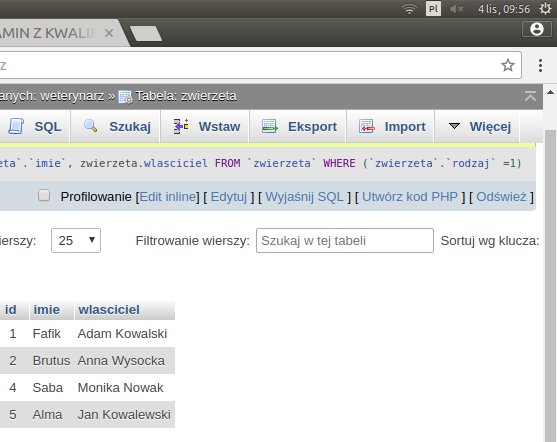 Pl 4 lis, 09:56
AMIN Z KWALIF
z
anych: weterynarz » Tabela: zwierzeta
SQL Szukaj Wstaw Eksport Import Więcej
eta`.`imie`, zwierzeta.wlasciciel FROM `zwierzeta` WHERE (`zwierzeta`.`rodzaj` =1)
Profilowanie [Edit inline] [ Edytuj ] [ Wyjaśnij SQL ] [ Utwórz kod PHP ] [ Odśwież ]
ierszy: 25 Filtrowanie wierszy: Szukaj w tej tabeli Sortuj wg klucza:
id imie wlasciciel
1 Fafik Adam Kowalski
2 Brutus Anna Wysocka
4 Saba Monika Nowak
5 Alma Jan Kowalewski